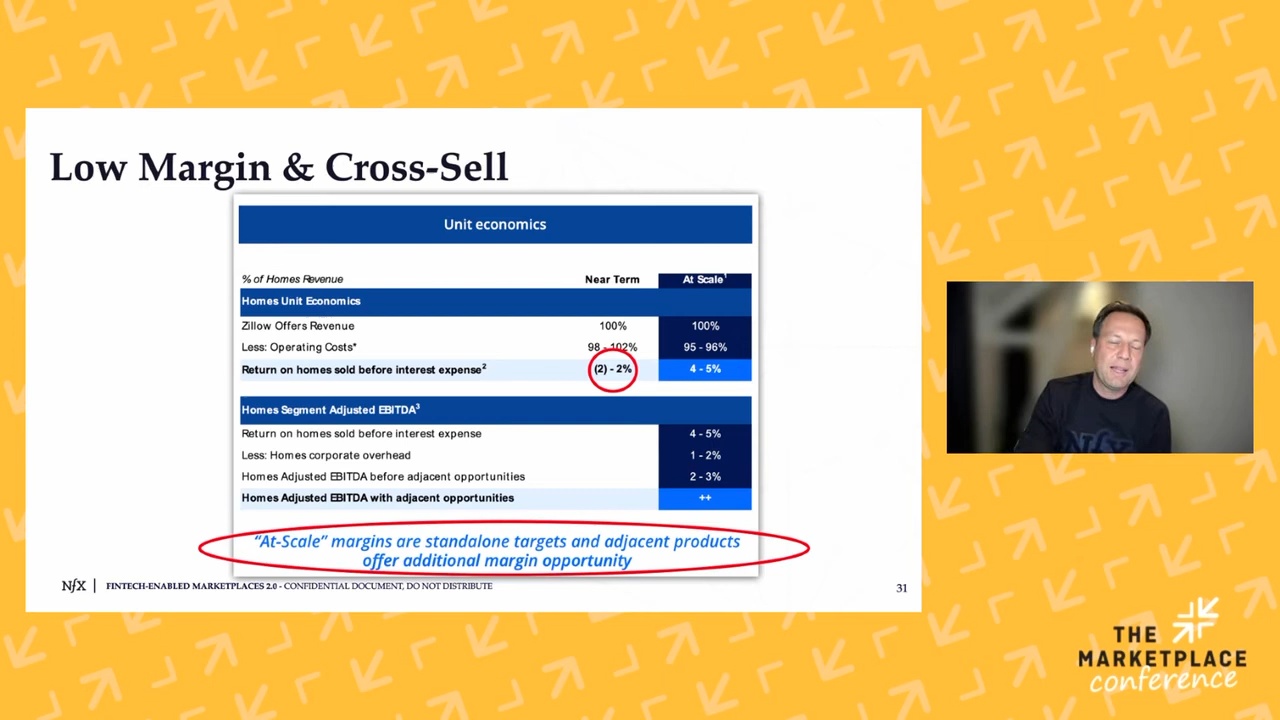 Low Margin & Cross-Sell
Unit economics
% of Homes Revenue Near Term At Scale¹
Homes Unit Economics
Zillow Offers Revenue 100% 100%
Less: Operating Costs* 98 - 102% 95 - 96%
Return on homes sold before interest expense² (2) - 2% 4 - 5%
Homes Segment Adjusted EBITDA³
Return on homes sold before interest expense 4 - 5%
Less: Homes corporate overhead 1 - 2%
Homes Adjusted EBITDA before adjacent opportunities 2 - 3%
Homes Adjusted EBITDA with adjacent opportunities ++
“At-Scale” margins are standalone targets and adjacent products
offer additional margin opportunity
NfX | FINTECH-ENABLED MARKETPLACES 2.0 - CONFIDENTIAL DOCUMENT, DO NOT DISTRIBUTE 31
NfX
THE
MARKETPLACE
conference